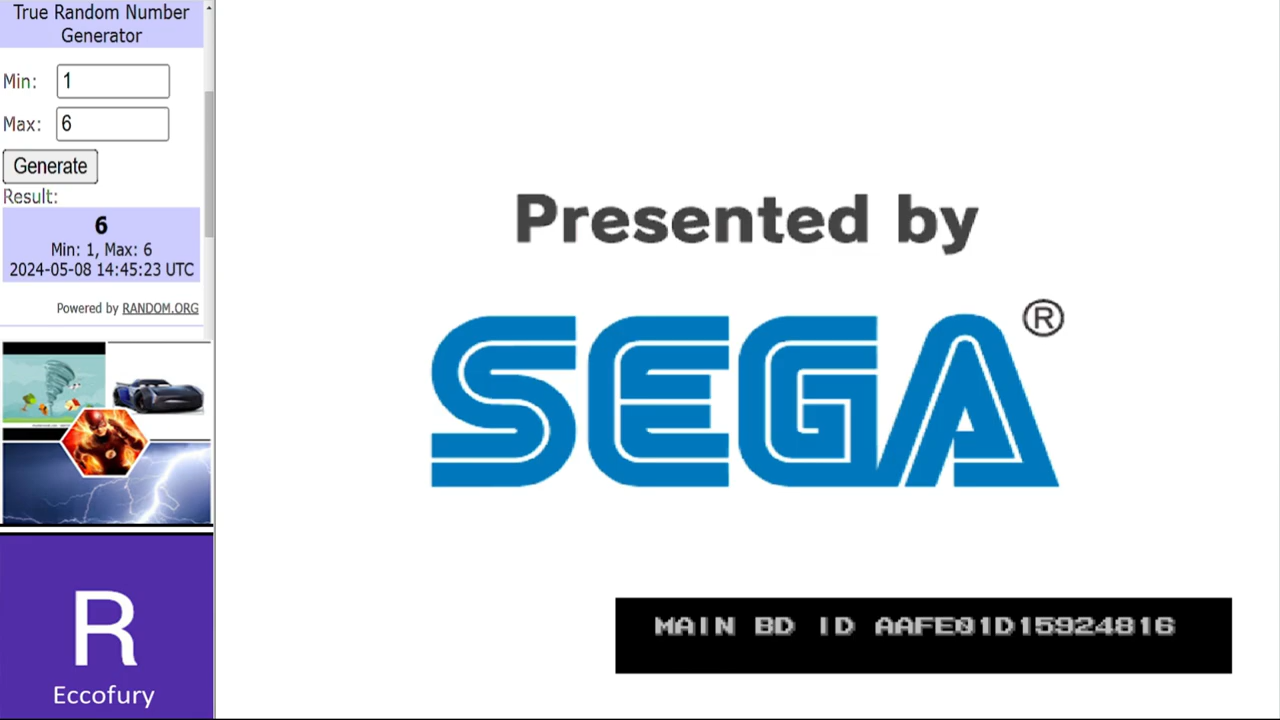 True Random Number
Generator
Min: 1
Max: 6
Generate
Result:
6
Min: 1, Max: 6
2024-05-08 14:45:23 UTC
Powered by RANDOM.ORG
R
Eccofury
Presented by
SEGA®
MAIN BD ID AAFE01D15924816